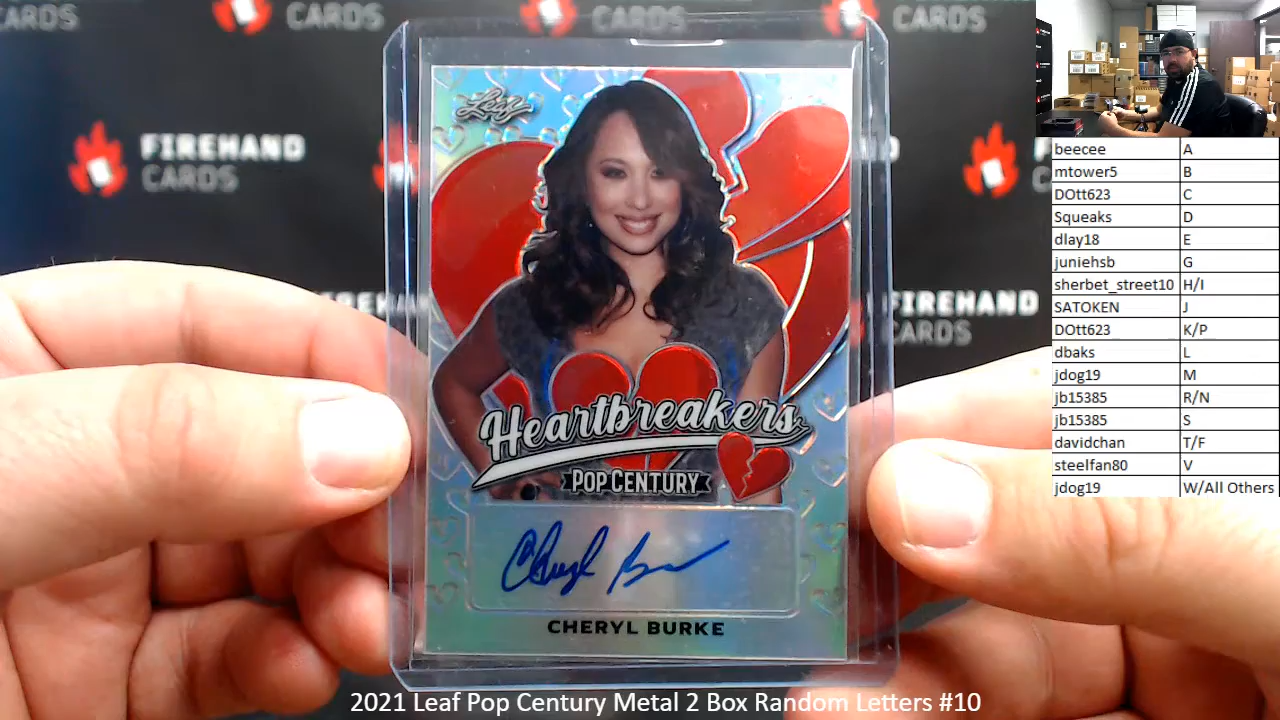 CARDS
CARDS
CARDS
FIREHAND
CARDS
FIREHAND
CARDS
Leaf
Heartbreakers
POP CENTURY
Cheryl Burke
CHERYL BURKE
beecee A
mtower5 B
DOtt623 C
Squeaks D
dlay18 E
juniehsb G
sherbet_street10 H/I
SATOKEN J
DOtt623 K/P
dbaks L
jdog19 M
jb15385 R/N
jb15385 S
davidchan T/F
steelfan80 V
jdog19 W/All Others
2021 Leaf Pop Century Metal 2 Box Random Letters #10